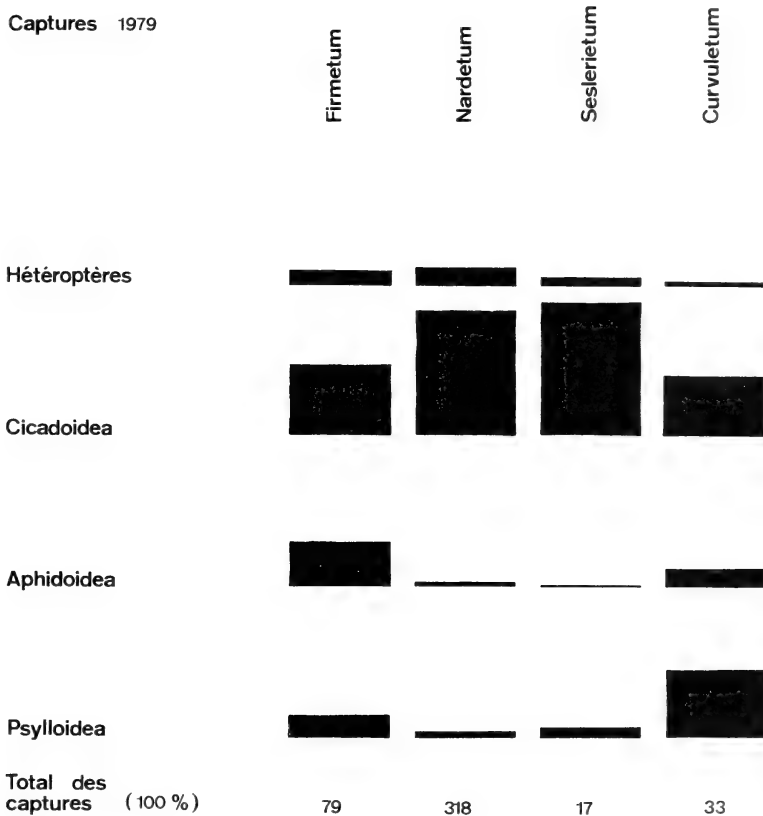 Captures 1979
Firmetum
Nardetum
Seslerietum
Curvuletum
Hétéroptères
Cicadoidea
Aphidoidea
Psylloidea
Total des
captures (100 %) 79 318 17 33